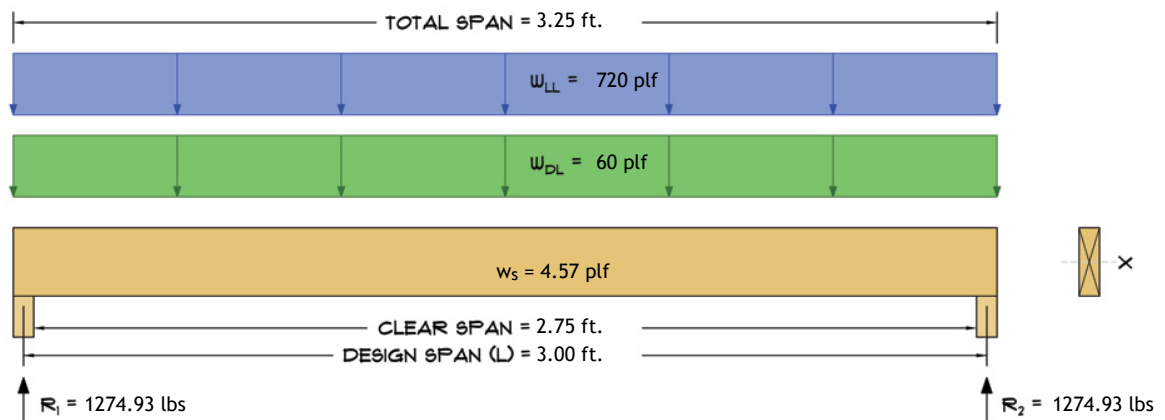 TOTAL SPAN = 3.25 ft.
wLL = 720 plf
wDL = 60 plf
ws = 4.57 plf
X
CLEAR SPAN = 2.75 ft.
DESIGN SPAN (L) = 3.00 ft.
R1 = 1274.93 lbs
R2 = 1274.93 lbs